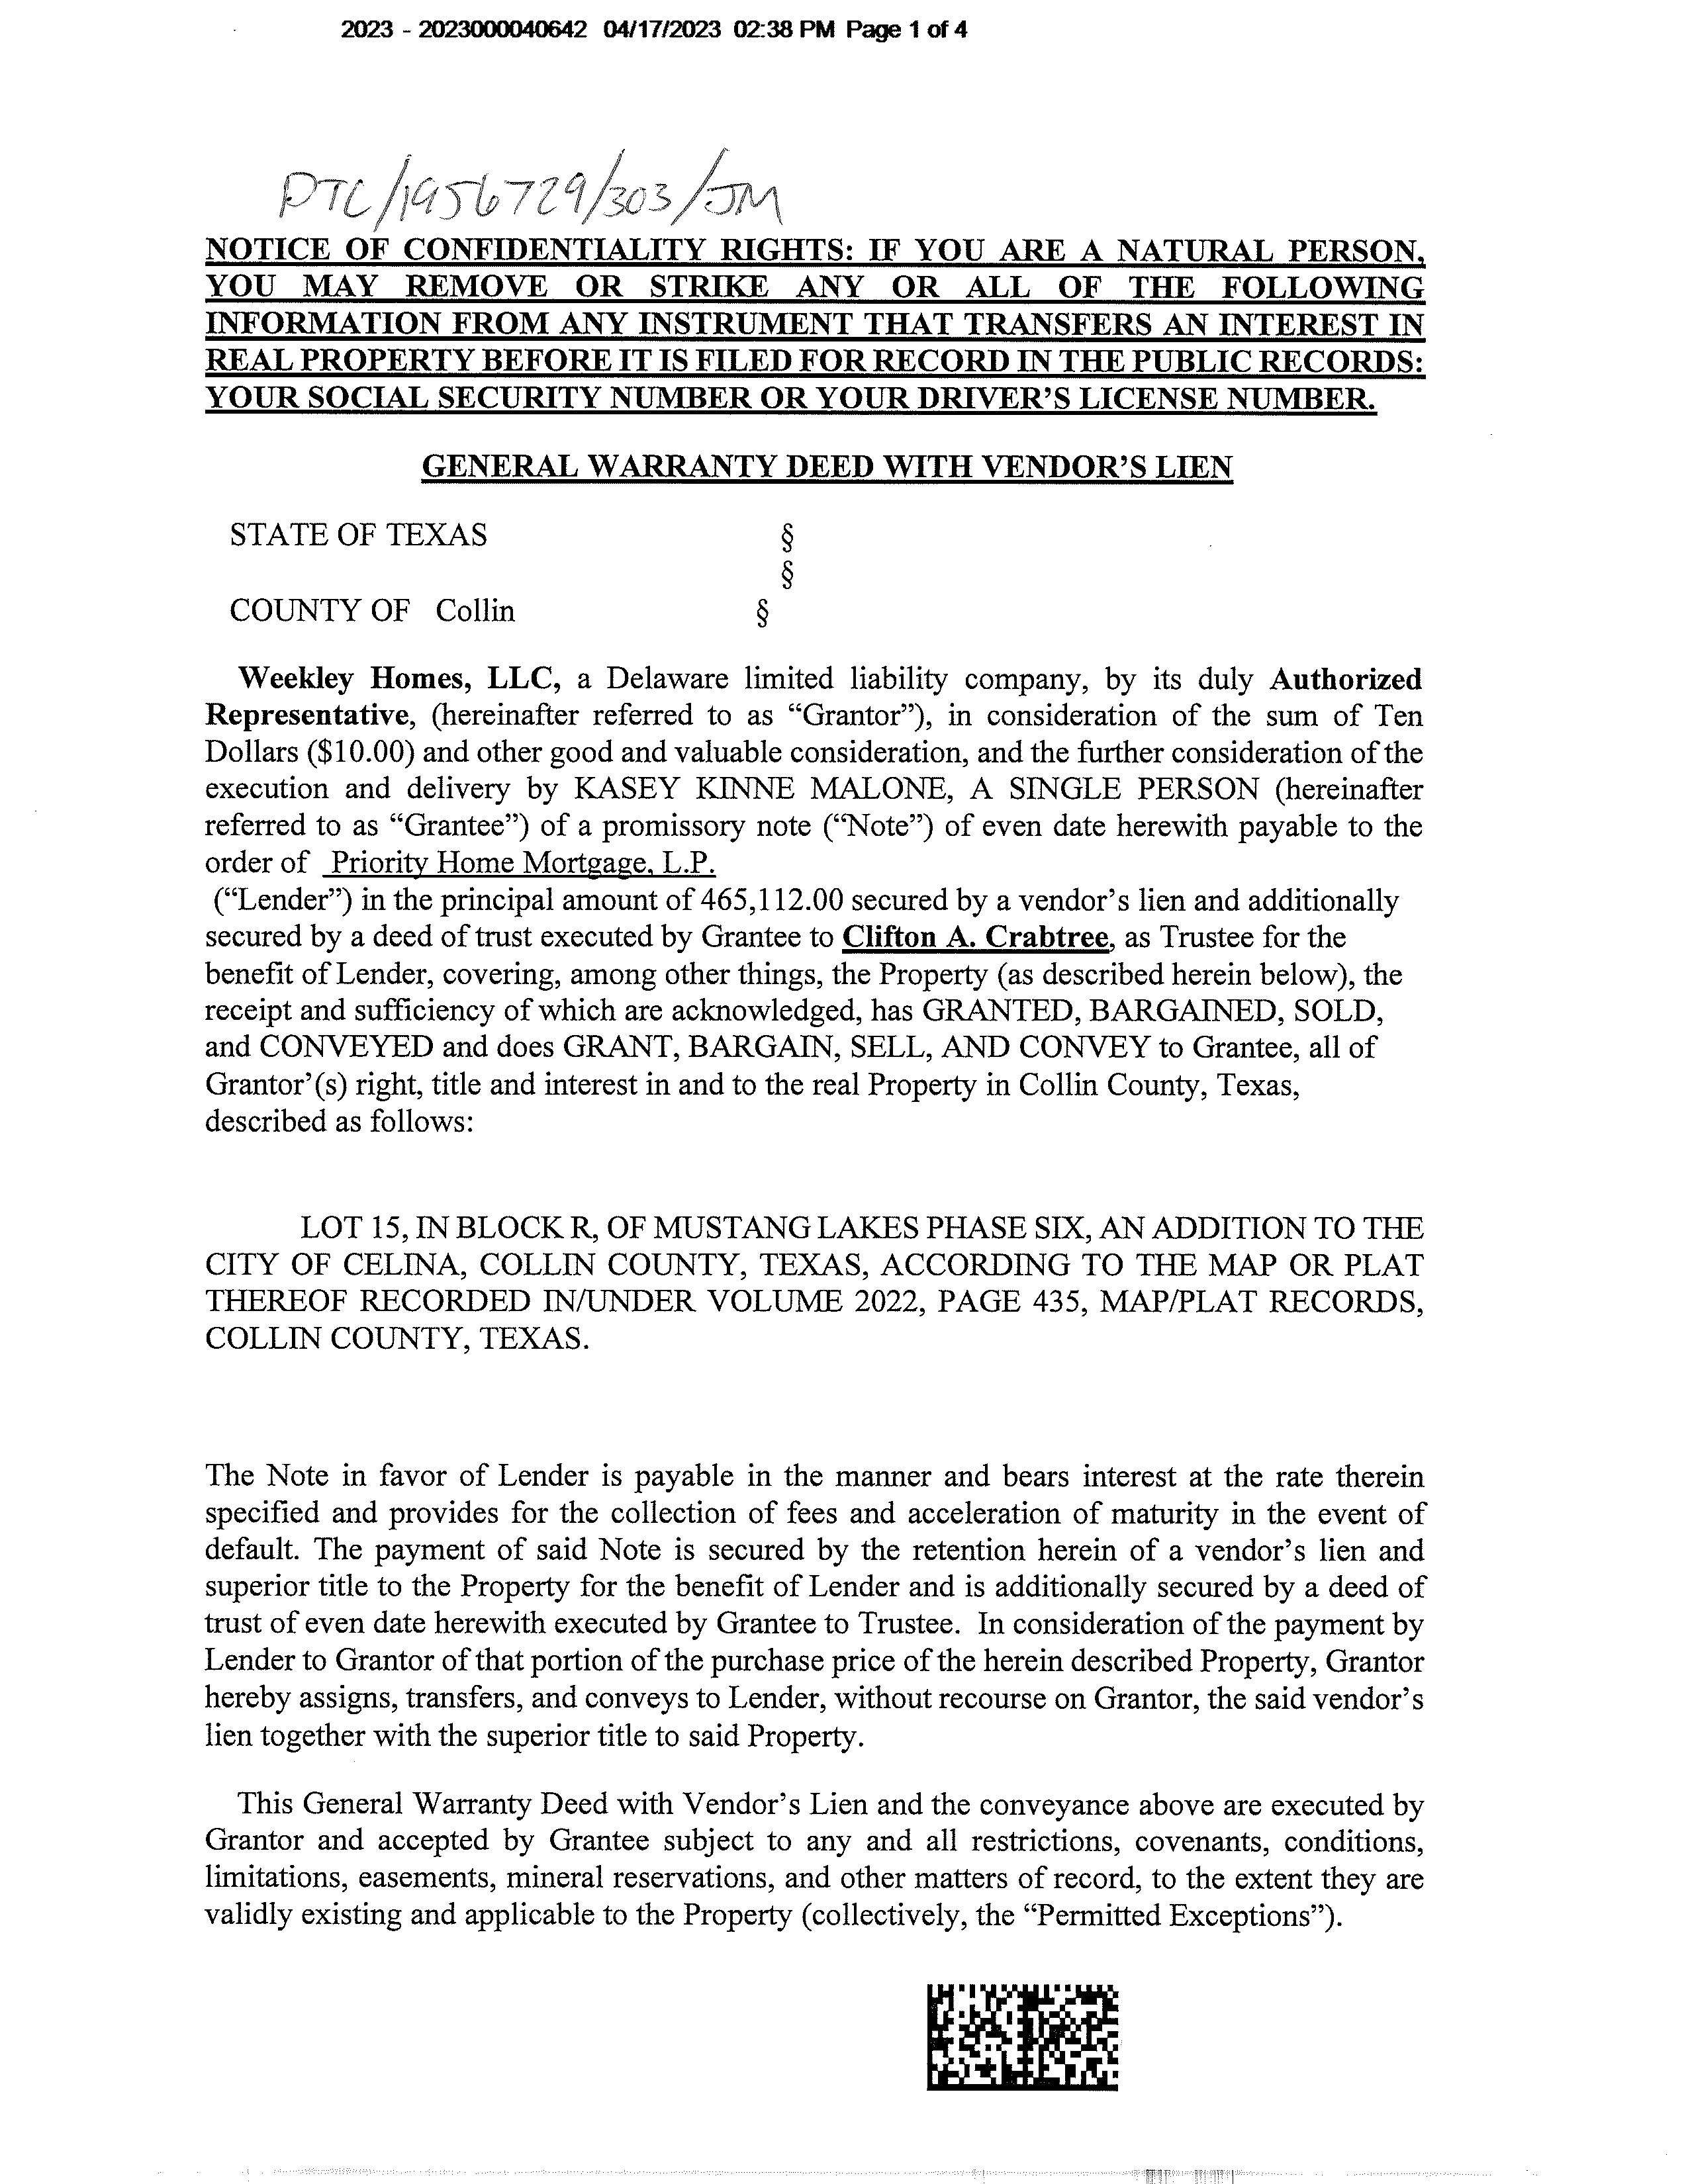 2023 - 2023000040642 04/17/2023 02:38 PM Page 1 of 4
PTC/1956729/303/JM
NOTICE OF CONFIDENTIALITY RIGHTS: IF YOU ARE A NATURAL PERSON,
YOU MAY REMOVE OR STRIKE ANY OR ALL OF THE FOLLOWING
INFORMATION FROM ANY INSTRUMENT THAT TRANSFERS AN INTEREST IN
REAL PROPERTY BEFORE IT IS FILED FOR RECORD IN THE PUBLIC RECORDS:
YOUR SOCIAL SECURITY NUMBER OR YOUR DRIVER’S LICENSE NUMBER.
GENERAL WARRANTY DEED WITH VENDOR’S LIEN
STATE OF TEXAS §
§
COUNTY OF Collin §
Weekley Homes, LLC, a Delaware limited liability company, by its duly Authorized
Representative, (hereinafter referred to as “Grantor”), in consideration of the sum of Ten
Dollars ($10.00) and other good and valuable consideration, and the further consideration of the
execution and delivery by KASEY KINNE MALONE, A SINGLE PERSON (hereinafter
referred to as “Grantee”) of a promissory note (“Note”) of even date herewith payable to the
order of Priority Home Mortgage, L.P.
(“Lender”) in the principal amount of 465,112.00 secured by a vendor’s lien and additionally
secured by a deed of trust executed by Grantee to Clifton A. Crabtree, as Trustee for the
benefit of Lender, covering, among other things, the Property (as described herein below), the
receipt and sufficiency of which are acknowledged, has GRANTED, BARGAINED, SOLD,
and CONVEYED and does GRANT, BARGAIN, SELL, AND CONVEY to Grantee, all of
Grantor’(s) right, title and interest in and to the real Property in Collin County, Texas,
described as follows:
LOT 15, IN BLOCK R, OF MUSTANG LAKES PHASE SIX, AN ADDITION TO THE
CITY OF CELINA, COLLIN COUNTY, TEXAS, ACCORDING TO THE MAP OR PLAT
THEREOF RECORDED IN/UNDER VOLUME 2022, PAGE 435, MAP/PLAT RECORDS,
COLLIN COUNTY, TEXAS.
The Note in favor of Lender is payable in the manner and bears interest at the rate therein
specified and provides for the collection of fees and acceleration of maturity in the event of
default. The payment of said Note is secured by the retention herein of a vendor’s lien and
superior title to the Property for the benefit of Lender and is additionally secured by a deed of
trust of even date herewith executed by Grantee to Trustee. In consideration of the payment by
Lender to Grantor of that portion of the purchase price of the herein described Property, Grantor
hereby assigns, transfers, and conveys to Lender, without recourse on Grantor, the said vendor’s
lien together with the superior title to said Property.
This General Warranty Deed with Vendor’s Lien and the conveyance above are executed by
Grantor and accepted by Grantee subject to any and all restrictions, covenants, conditions,
limitations, easements, mineral reservations, and other matters of record, to the extent they are
validly existing and applicable to the Property (collectively, the “Permitted Exceptions”).